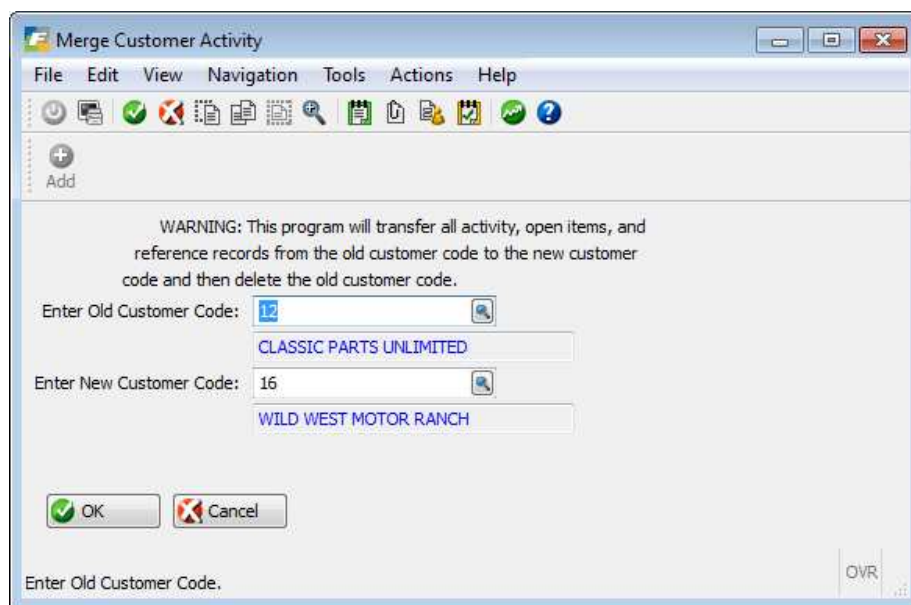 Merge Customer Activity
File Edit View Navigation Tools Actions Help
Add
WARNING: This program will transfer all activity, open items, and
reference records from the old customer code to the new customer
code and then delete the old customer code.
Enter Old Customer Code: 12
CLASSIC PARTS UNLIMITED
Enter New Customer Code: 16
WILD WEST MOTOR RANCH
OK Cancel
Enter Old Customer Code. OVR